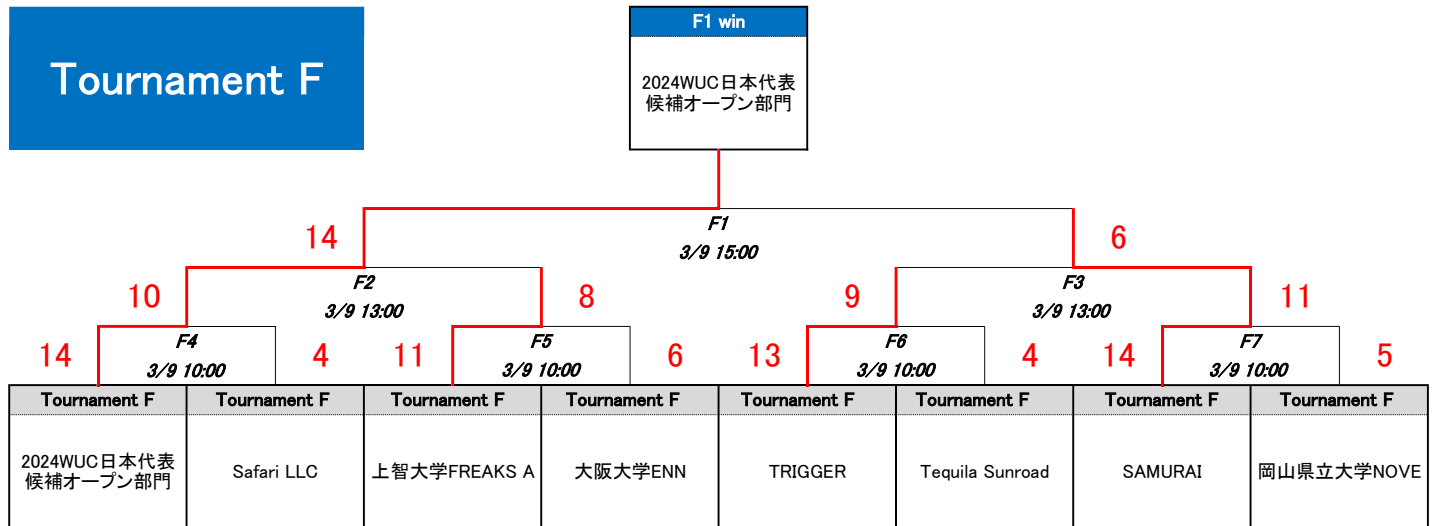 Tournament F
F1 win
2024WUC日本代表
候補オープン部門
F1
3/9 15:00
14
6
F2
3/9 13:00
10
8
F3
3/9 13:00
9
11
F4
3/9 10:00
14
4
F5
3/9 10:00
11
6
F6
3/9 10:00
13
4
F7
3/9 10:00
14
5
Tournament F
Tournament F
Tournament F
Tournament F
Tournament F
Tournament F
Tournament F
Tournament F
2024WUC日本代表
候補オープン部門
Safari LLC
上智大学FREAKS A
大阪大学ENN
TRIGGER
Tequila Sunroad
SAMURAI
岡山県立大学NOVE